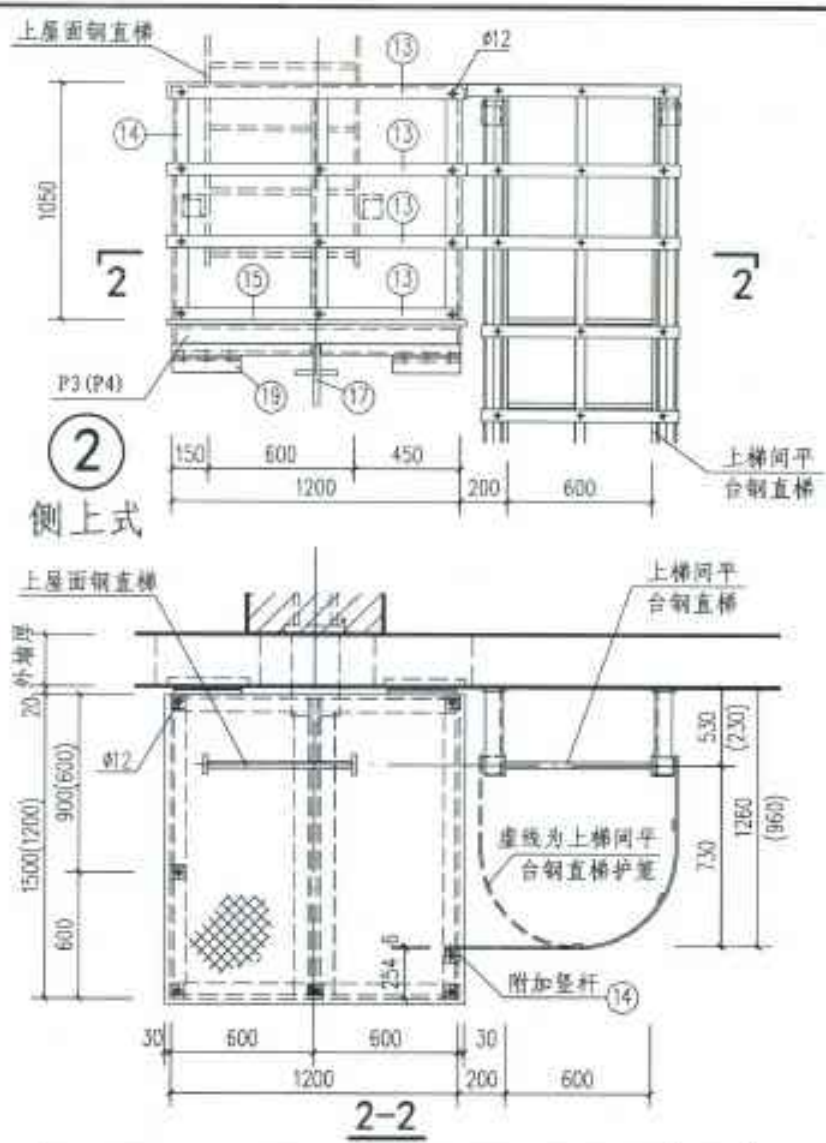 上屋面钢直梯
⑬
ø12
⑭
⑬
1050
⑬
2
⑮
⑬
2
P3(P4)
⑲
⑰
②
侧上式
150
600
450
1200
200
600
上梯间平
台钢直梯
上屋面钢直梯
上梯间平
台钢直梯
外墙厚
20
ø12
900(600)
1500(1200)
600
530
(230)
1260
(960)
730
虚线为上梯间平
台钢直梯护笼
254
6
附加竖杆
⑭
30
600
600
30
1200
200
600
2-2